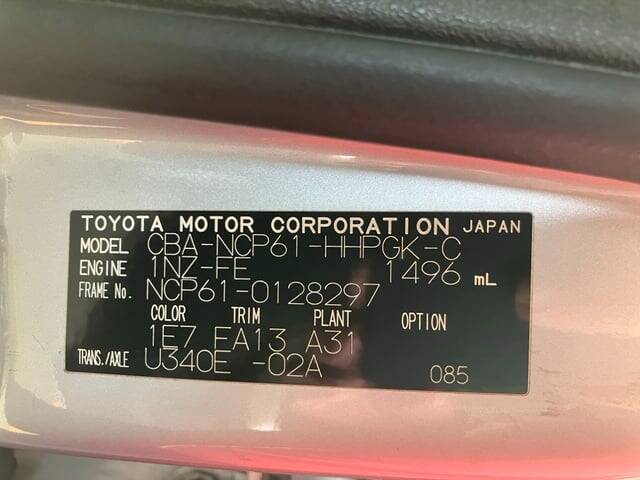 TOYOTA MOTOR CORPORATION JAPAN
MODEL CBA-NCP61-HHPGK-C
ENGINE 1NZ-FE 1496 mL
FRAME No. NCP61-0128297
COLOR TRIM PLANT OPTION
1E7 FA13 A31
TRANS./AXLE U340E -02A
085